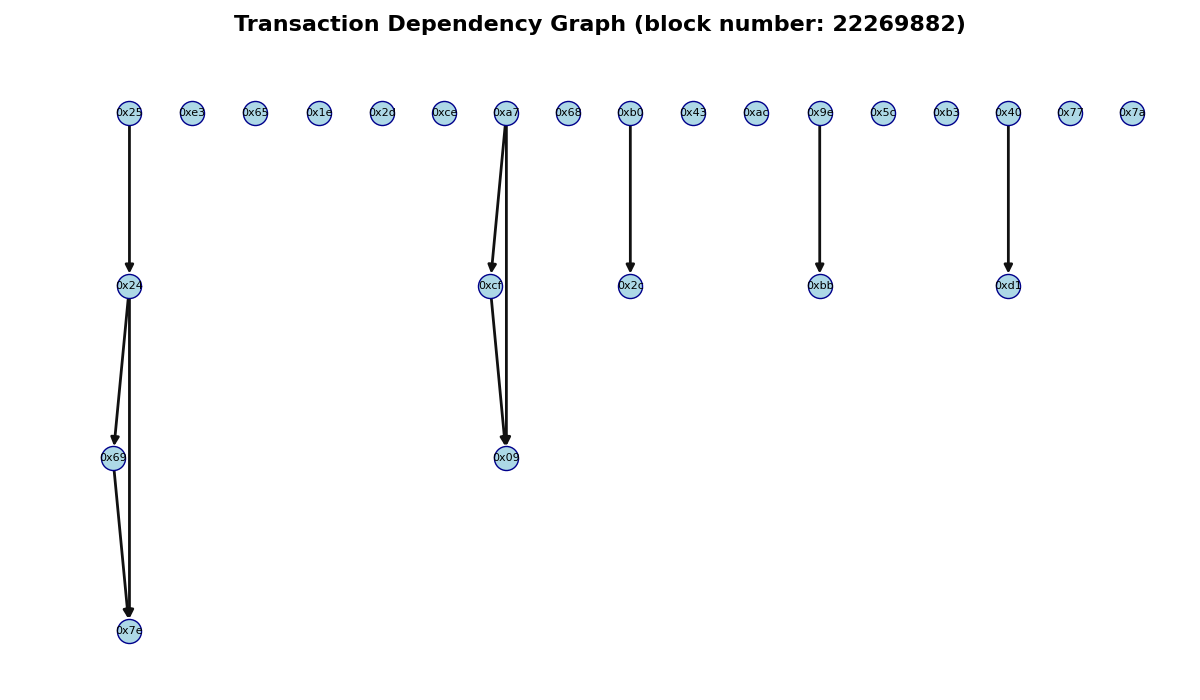 Transaction Dependency Graph (block number: 22269882)
0x25 0xe3 0x65 0x1e 0x2d 0xce 0xa7 0x68 0xb0 0x43 0xac 0x9e 0x5c 0xb3 0x40 0x77 0x7a
0x24 0xcf 0x2c 0xbb 0xd1
0x69 0x09
0x7e